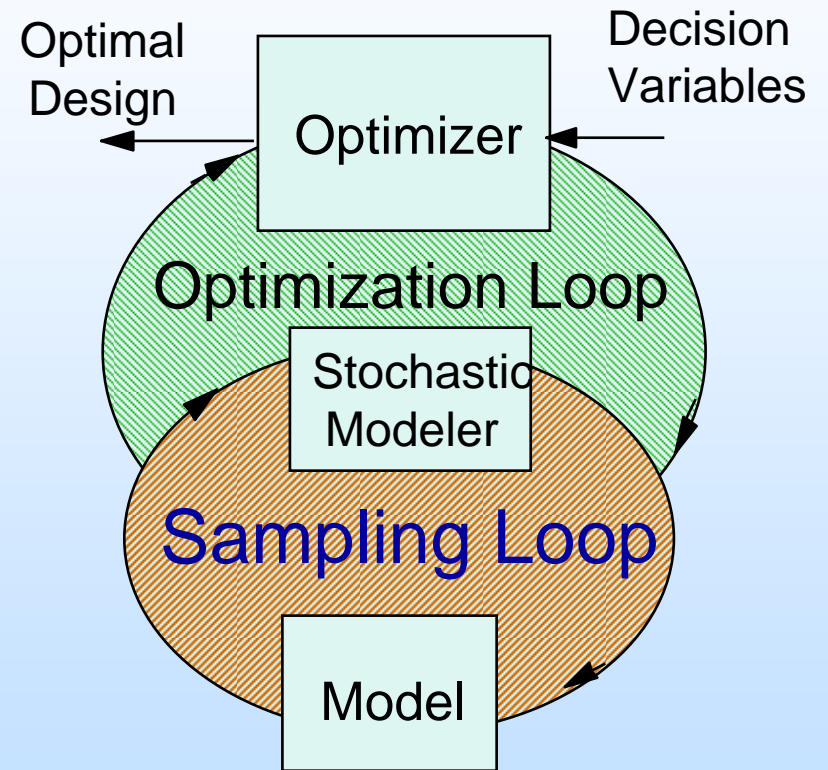 Optimal
Design
Decision
Variables
Optimizer
Optimization Loop
Stochastic
Modeler
Sampling Loop
Model